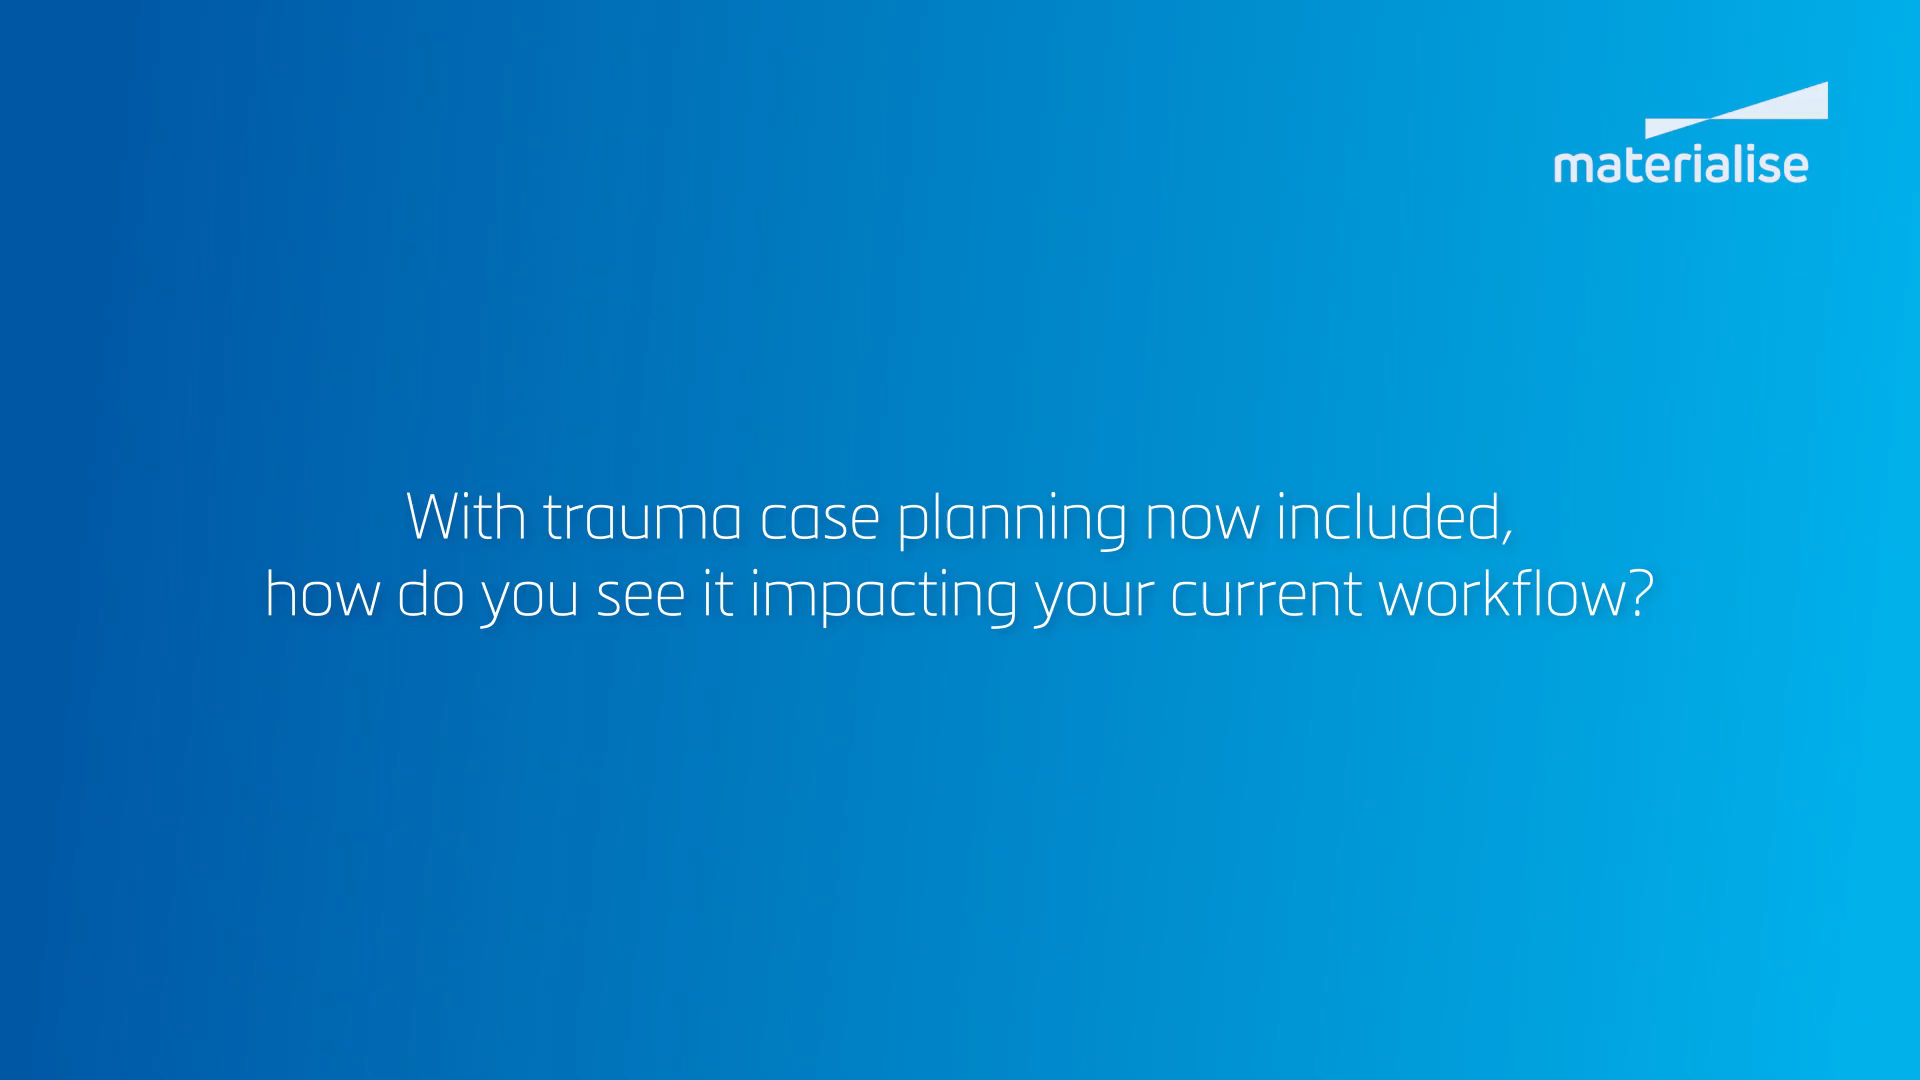 materialise
With trauma case planning now included,
how do you see it impacting your current workflow?